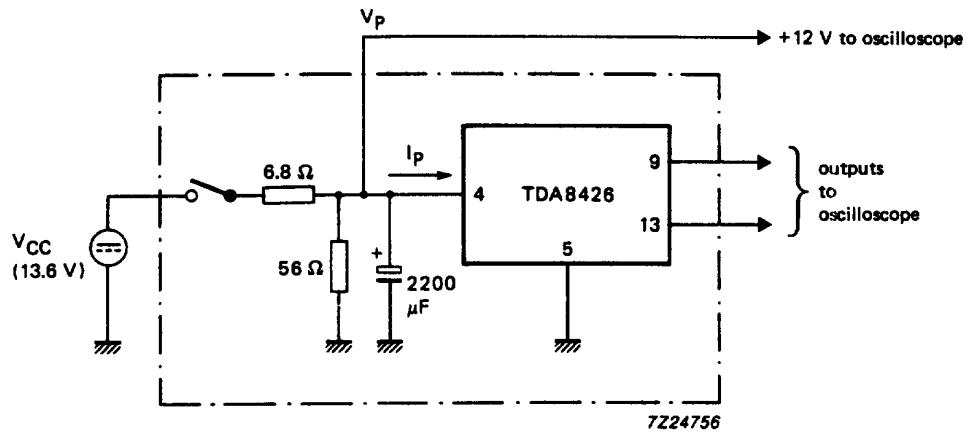 V_P
+12 V to oscilloscope
I_P
6.8 Ω
4
TDA8426
9
13
5
outputs
to
oscilloscope
V_CC
(13.6 V)
56 Ω
+
2200
μF
7Z24756